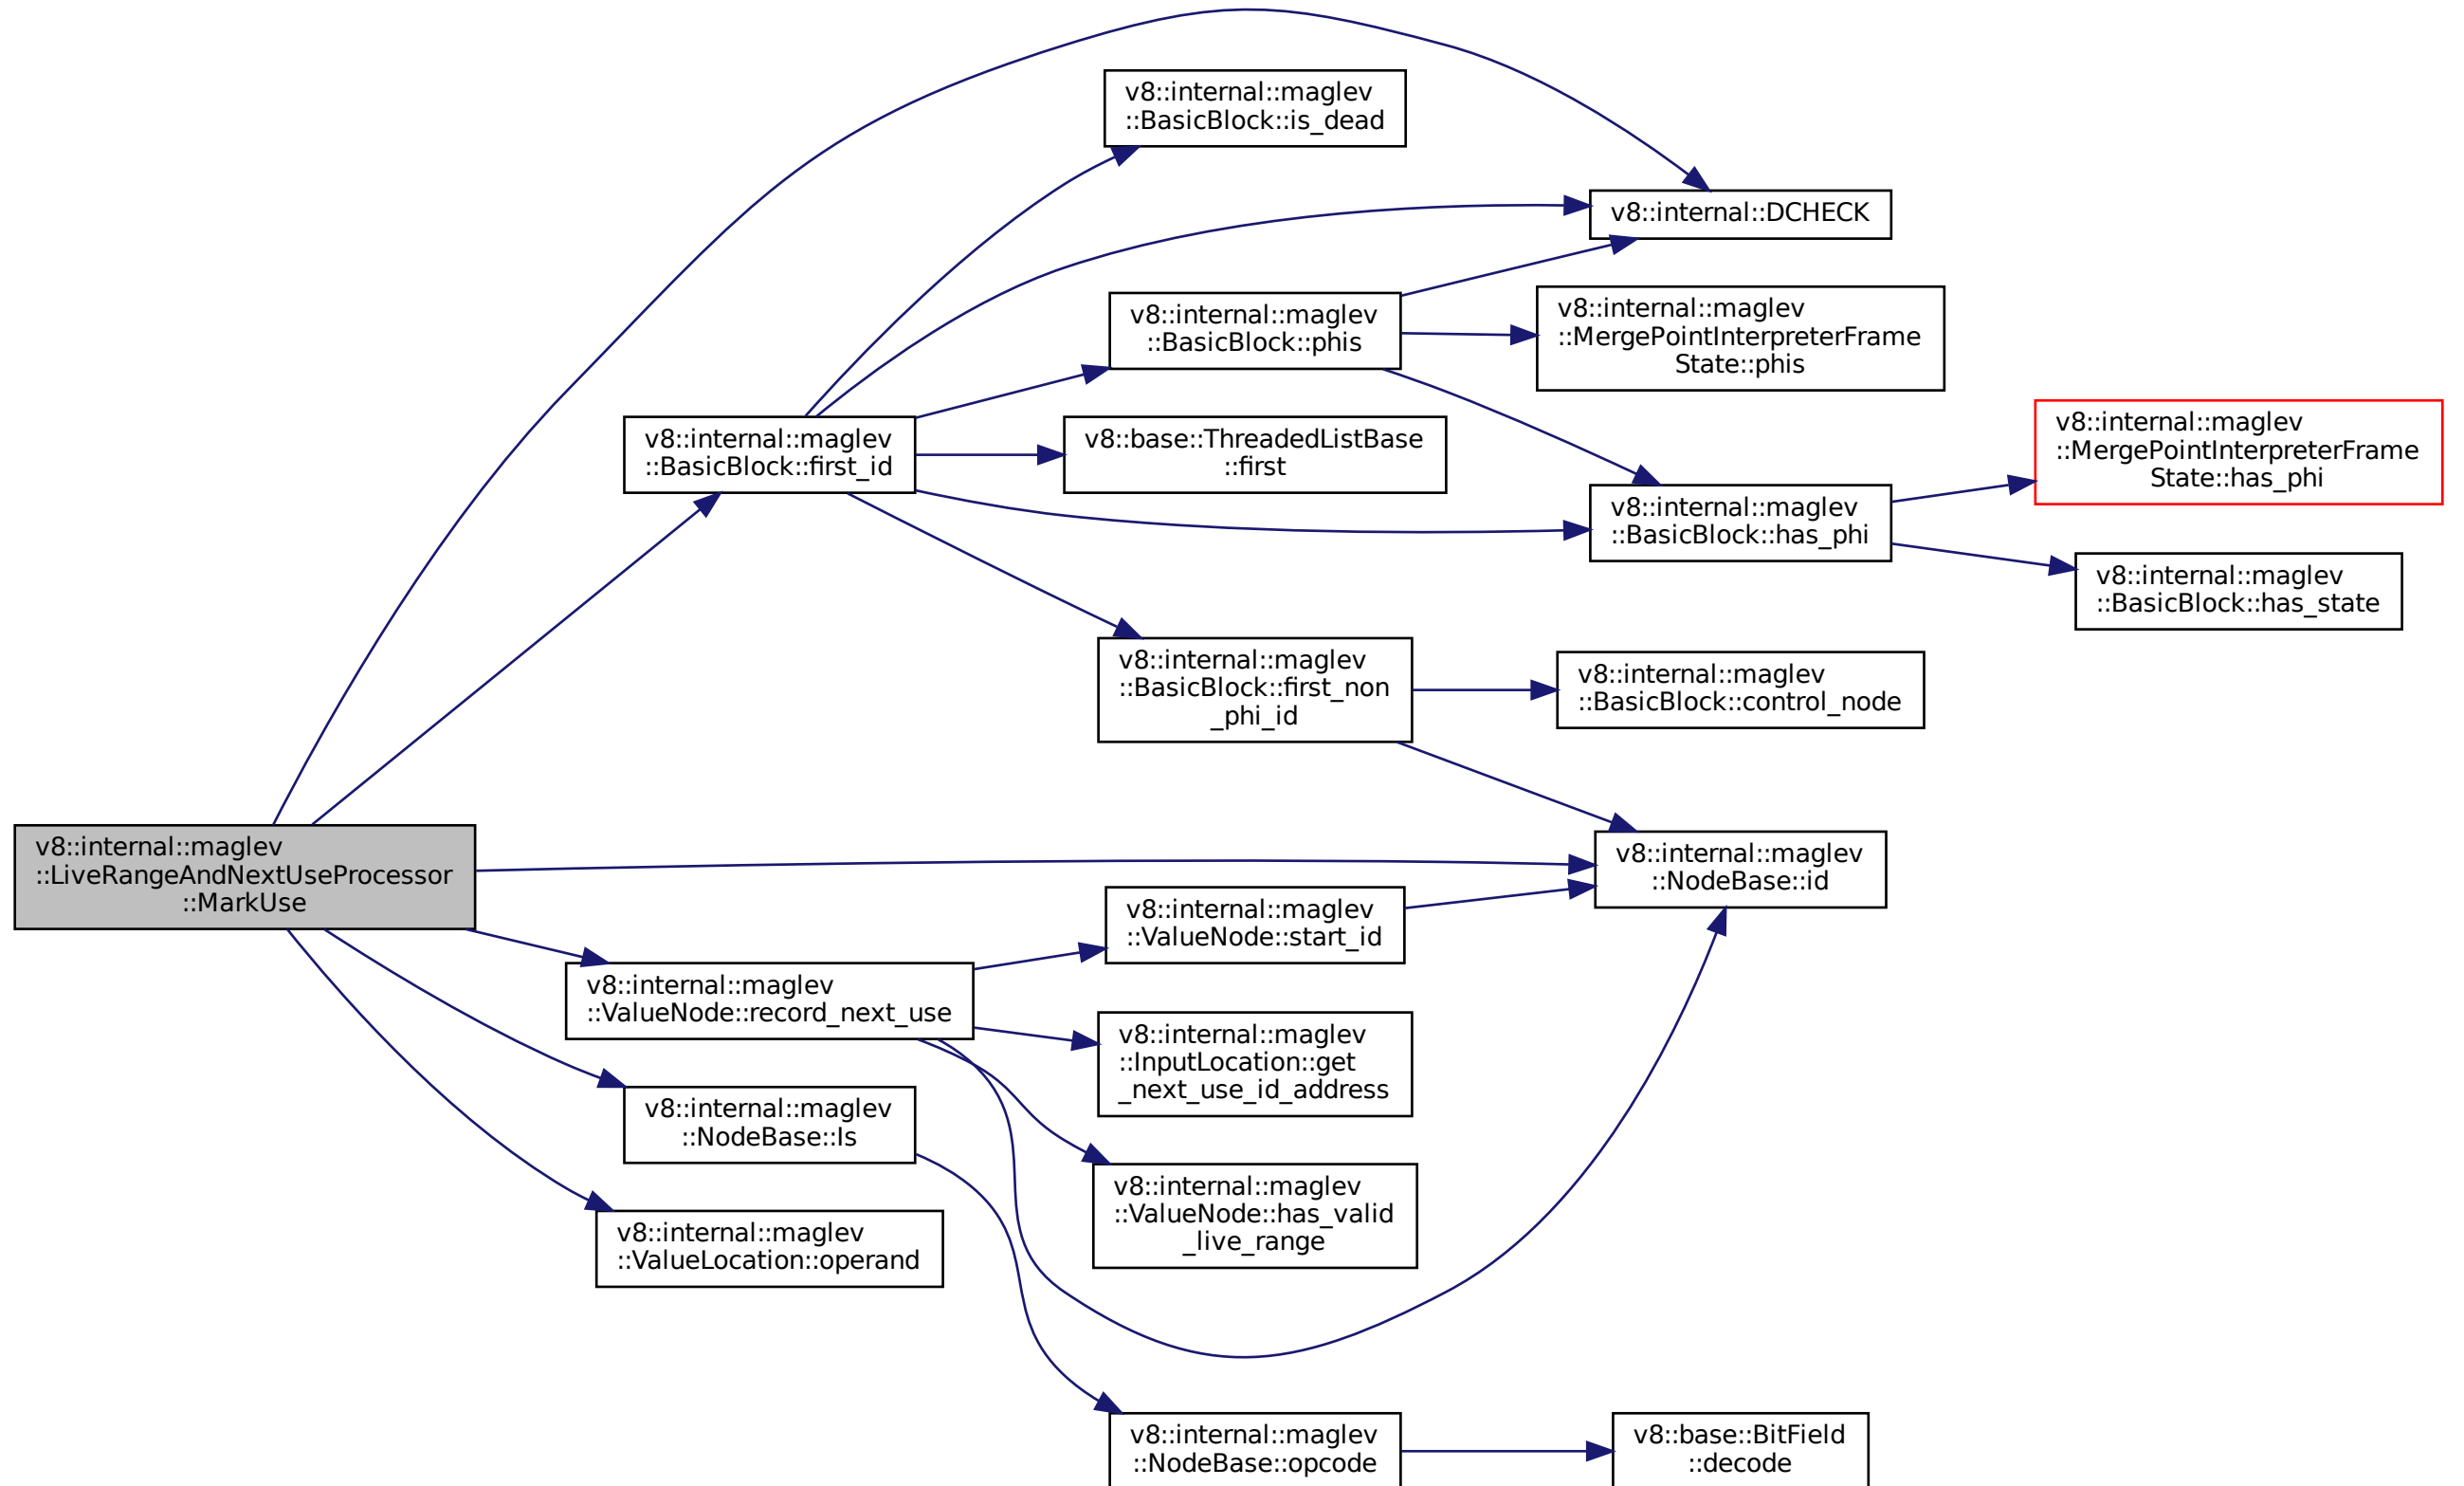 v8::internal::maglev
::BasicBlock::is_dead
v8::internal::DCHECK
v8::internal::maglev
::BasicBlock::phis
v8::internal::maglev
::MergePointInterpreterFrame
State::phis
v8::internal::maglev
::BasicBlock::first_id
v8::base::ThreadedListBase
::first
v8::internal::maglev
::MergePointInterpreterFrame
State::has_phi
v8::internal::maglev
::BasicBlock::has_phi
v8::internal::maglev
::BasicBlock::has_state
v8::internal::maglev
::BasicBlock::first_non
_phi_id
v8::internal::maglev
::BasicBlock::control_node
v8::internal::maglev
::LiveRangeAndNextUseProcessor
::MarkUse
v8::internal::maglev
::NodeBase::id
v8::internal::maglev
::ValueNode::start_id
v8::internal::maglev
::ValueNode::record_next_use
v8::internal::maglev
::InputLocation::get
_next_use_id_address
v8::internal::maglev
::NodeBase::Is
v8::internal::maglev
::ValueNode::has_valid
_live_range
v8::internal::maglev
::ValueLocation::operand
v8::internal::maglev
::NodeBase::opcode
v8::base::BitField
::decode